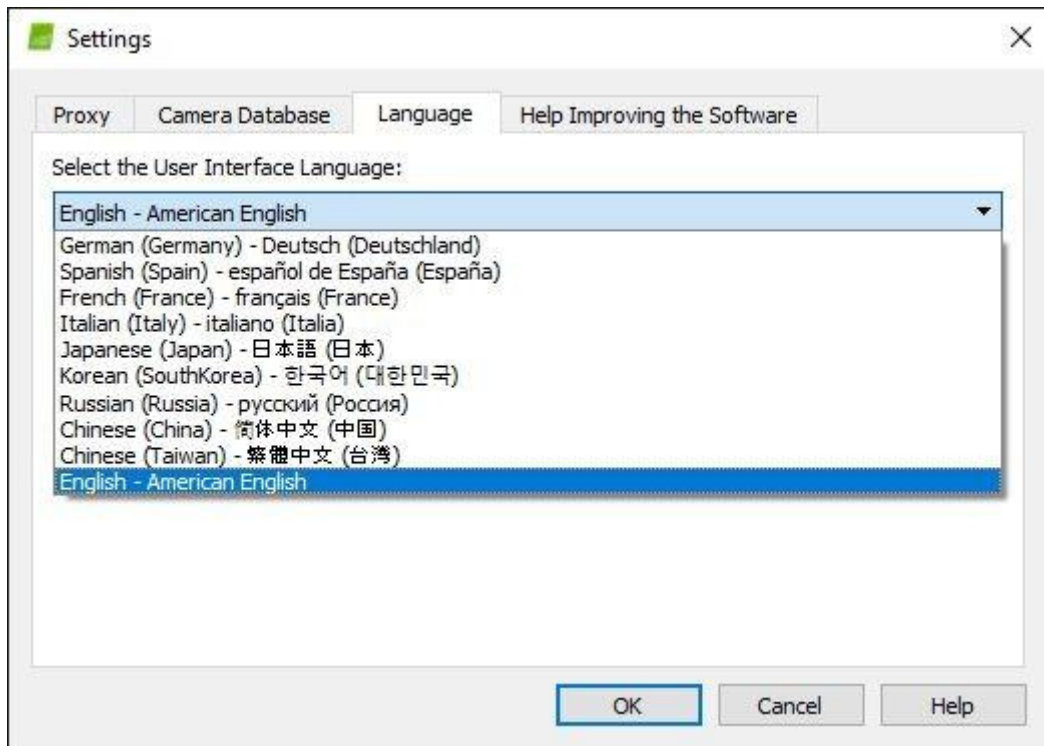 Settings
Proxy Camera Database Language Help Improving the Software
Select the User Interface Language:
English - American English
German (Germany) - Deutsch (Deutschland)
Spanish (Spain) - español de España (España)
French (France) - français (France)
Italian (Italy) - italiano (Italia)
Japanese (Japan) - 日本語 (日本)
Korean (SouthKorea) - 한국어 (대한민국)
Russian (Russia) - русский (Россия)
Chinese (China) - 简体中文 (中国)
Chinese (Taiwan) - 繁體中文 (台湾)
English - American English
OK Cancel Help